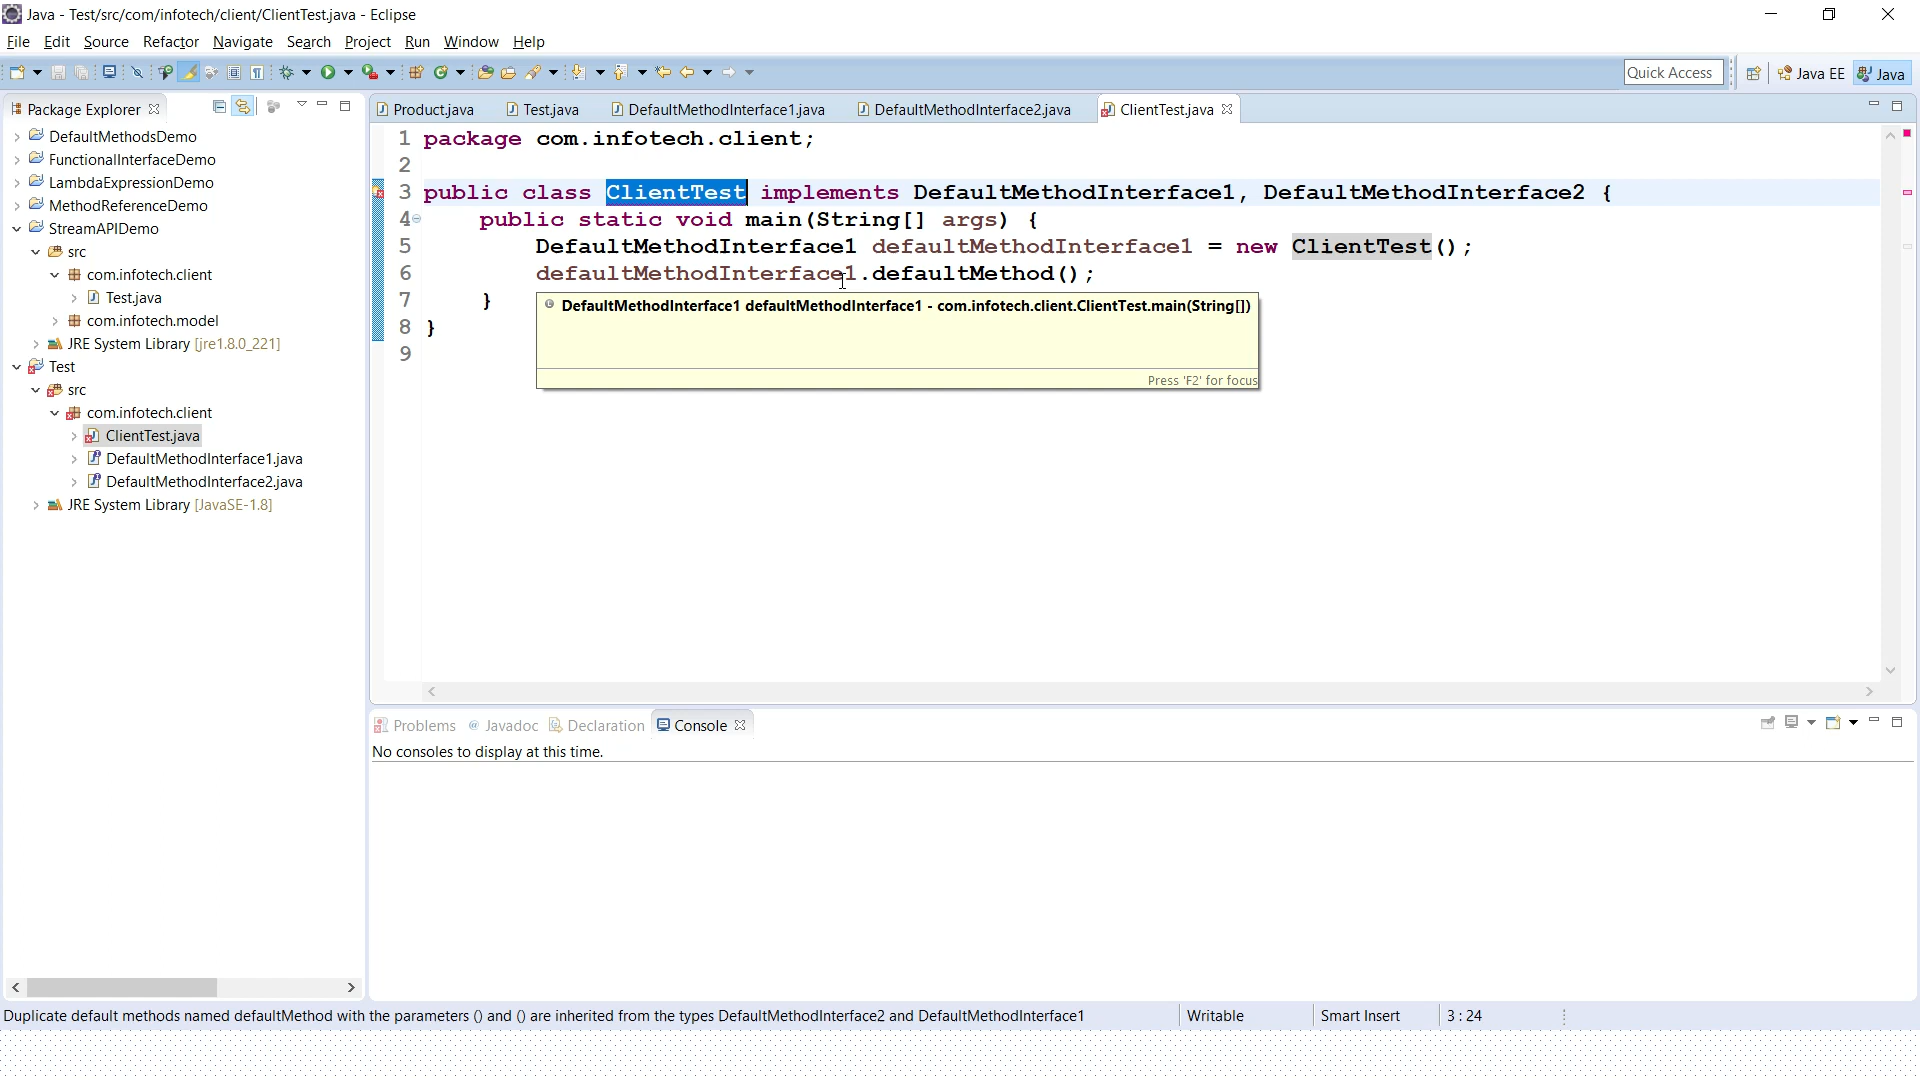 Java - Test/src/com/infotech/client/ClientTest.java - Eclipse
File Edit Source Refactor Navigate Search Project Run Window Help
Quick Access Java EE Java
Package Explorer
DefaultMethodsDemo
FunctionalInterfaceDemo
LambdaExpressionDemo
MethodReferenceDemo
StreamAPIDemo
src
com.infotech.client
Test.java
com.infotech.model
JRE System Library [jre1.8.0_221]
Test
src
com.infotech.client
ClientTest.java
DefaultMethodInterface1.java
DefaultMethodInterface2.java
JRE System Library [JavaSE-1.8]
Product.java Test.java DefaultMethodInterface1.java DefaultMethodInterface2.java ClientTest.java
1 package com.infotech.client;
2
3 public class ClientTest implements DefaultMethodInterface1, DefaultMethodInterface2 {
4 public static void main(String[] args) {
5 DefaultMethodInterface1 defaultMethodInterface1 = new ClientTest();
6 defaultMethodInterface1.defaultMethod();
7 }
8 }
9
DefaultMethodInterface1 defaultMethodInterface1 - com.infotech.client.ClientTest.main(String[])
Press 'F2' for focus
Problems @ Javadoc Declaration Console
No consoles to display at this time.
Duplicate default methods named defaultMethod with the parameters () and () are inherited from the types DefaultMethodInterface2 and DefaultMethodInterface1 Writable Smart Insert 3 : 24